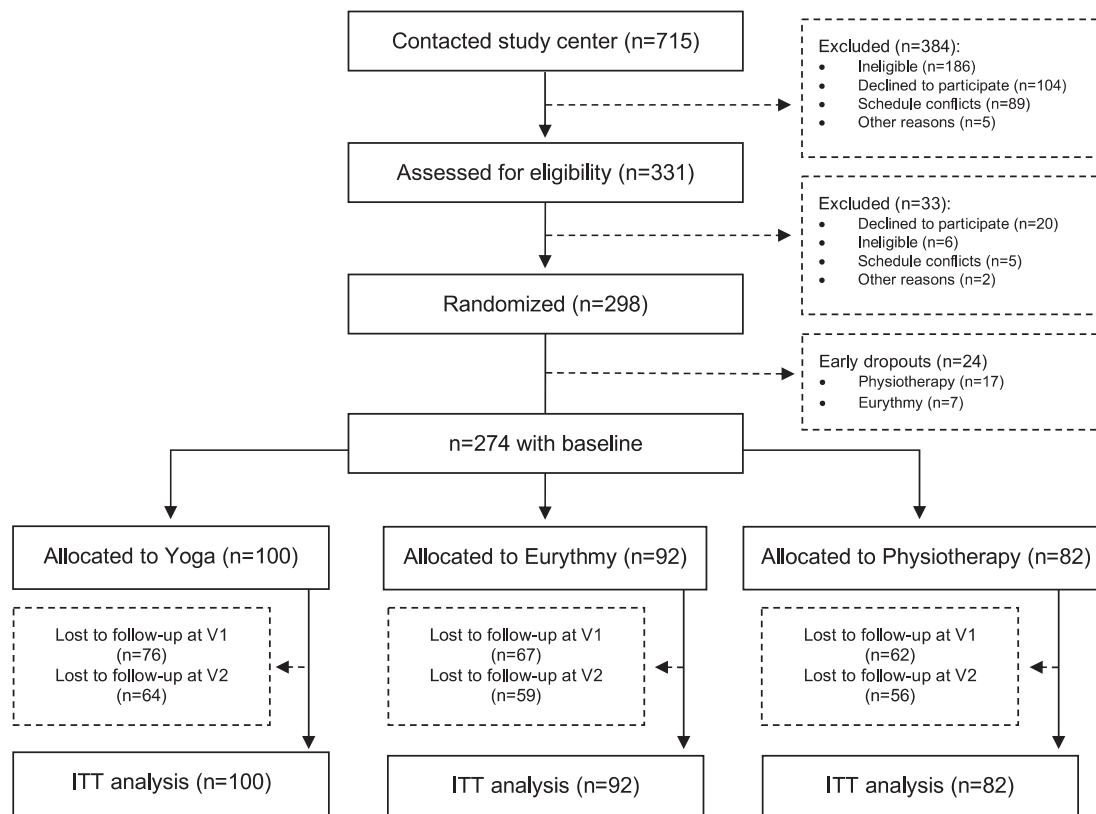 Contacted study center (n=715)
Excluded (n=384):
• Ineligible (n=186)
• Declined to participate (n=104)
• Schedule conflicts (n=89)
• Other reasons (n=5)
Assessed for eligibility (n=331)
Excluded (n=33):
• Declined to participate (n=20)
• Ineligible (n=6)
• Schedule conflicts (n=5)
• Other reasons (n=2)
Randomized (n=298)
Early dropouts (n=24)
• Physiotherapy (n=17)
• Eurythmy (n=7)
n=274 with baseline
Allocated to Yoga (n=100)
Allocated to Eurythmy (n=92)
Allocated to Physiotherapy (n=82)
Lost to follow-up at V1
(n=76)
Lost to follow-up at V2
(n=64)
Lost to follow-up at V1
(n=67)
Lost to follow-up at V2
(n=59)
Lost to follow-up at V1
(n=62)
Lost to follow-up at V2
(n=56)
ITT analysis (n=100)
ITT analysis (n=92)
ITT analysis (n=82)